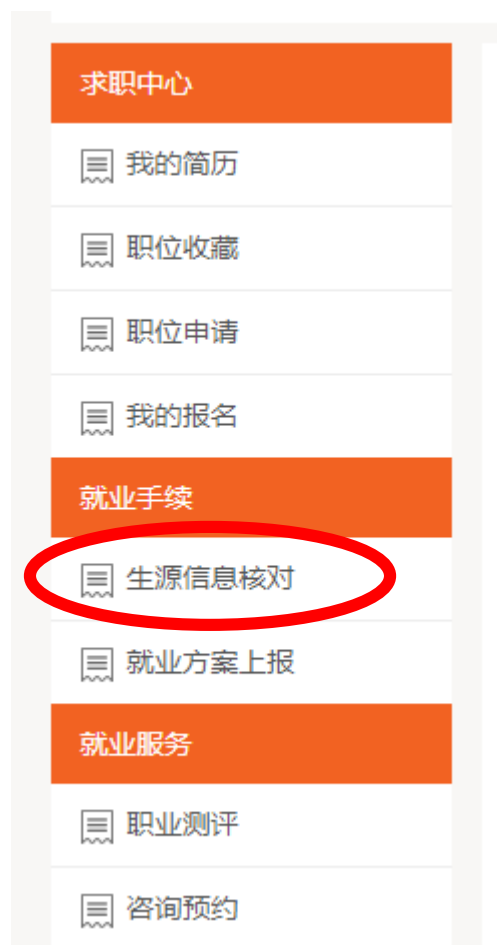 求职中心
我的简历
职位收藏
职位申请
我的报名
就业手续
生源信息核对
就业方案上报
就业服务
职业测评
咨询预约